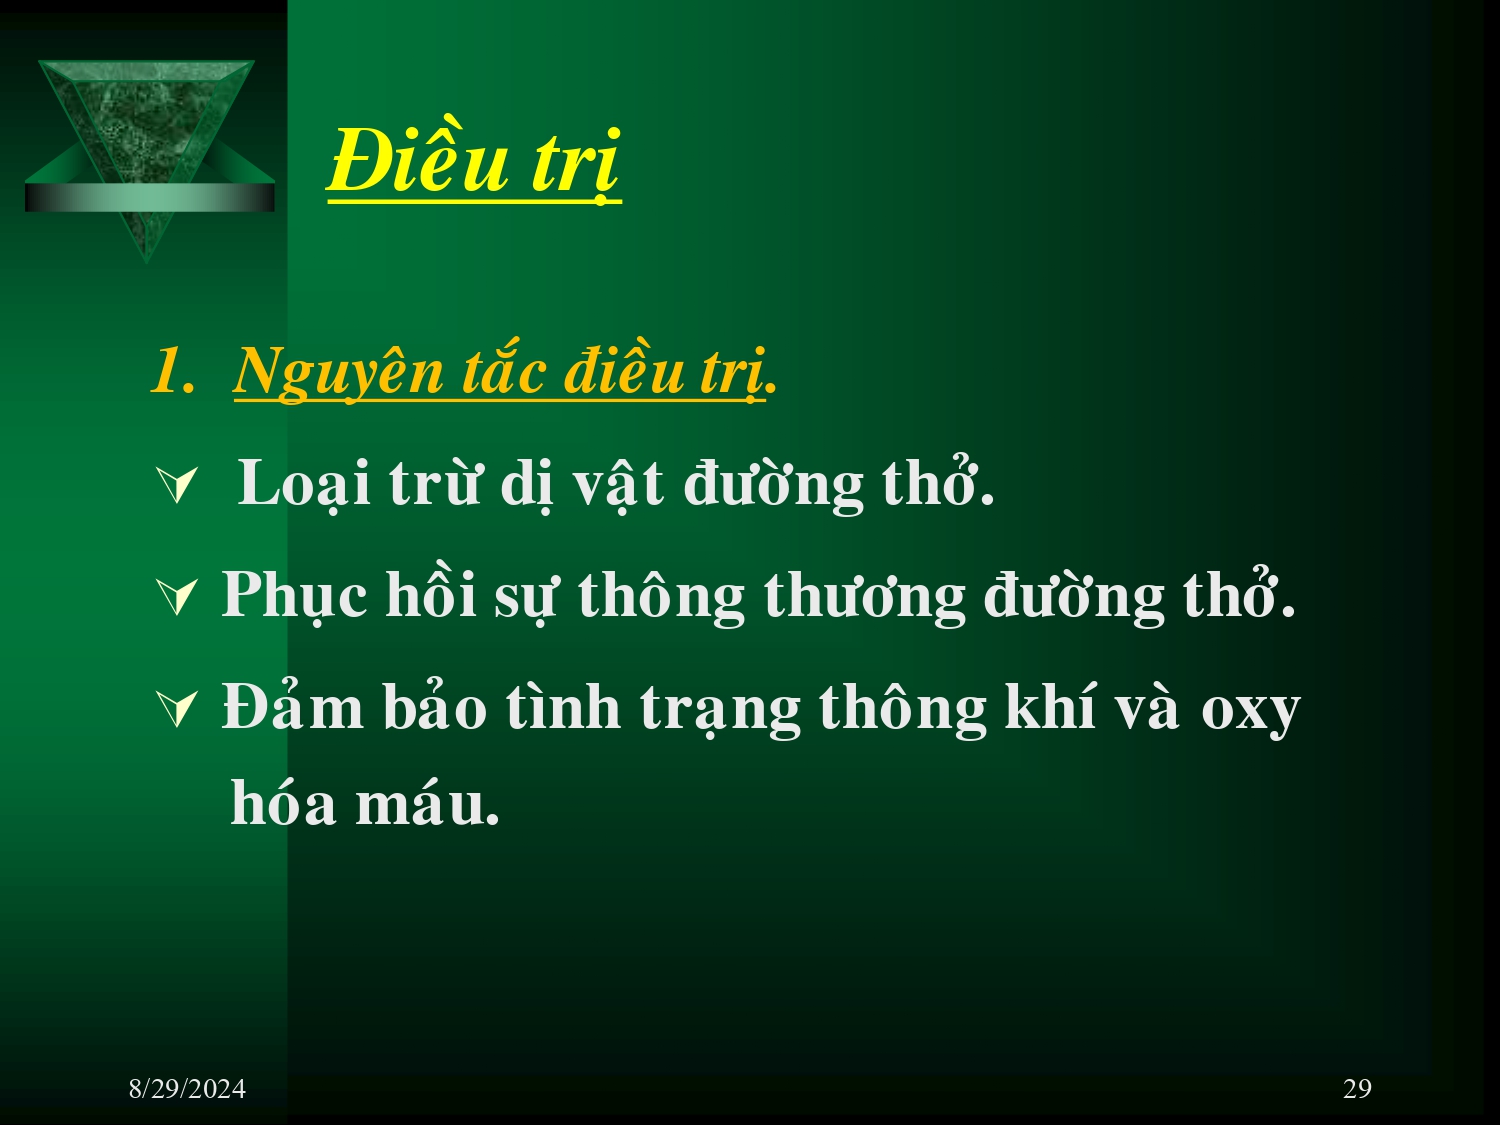 Điều trị
1. Nguyên tắc điều trị.
Loại trừ dị vật đường thở.
Phục hồi sự thông thương đường thở.
Đảm bảo tình trạng thông khí và oxy
hóa máu.
8/29/2024
29